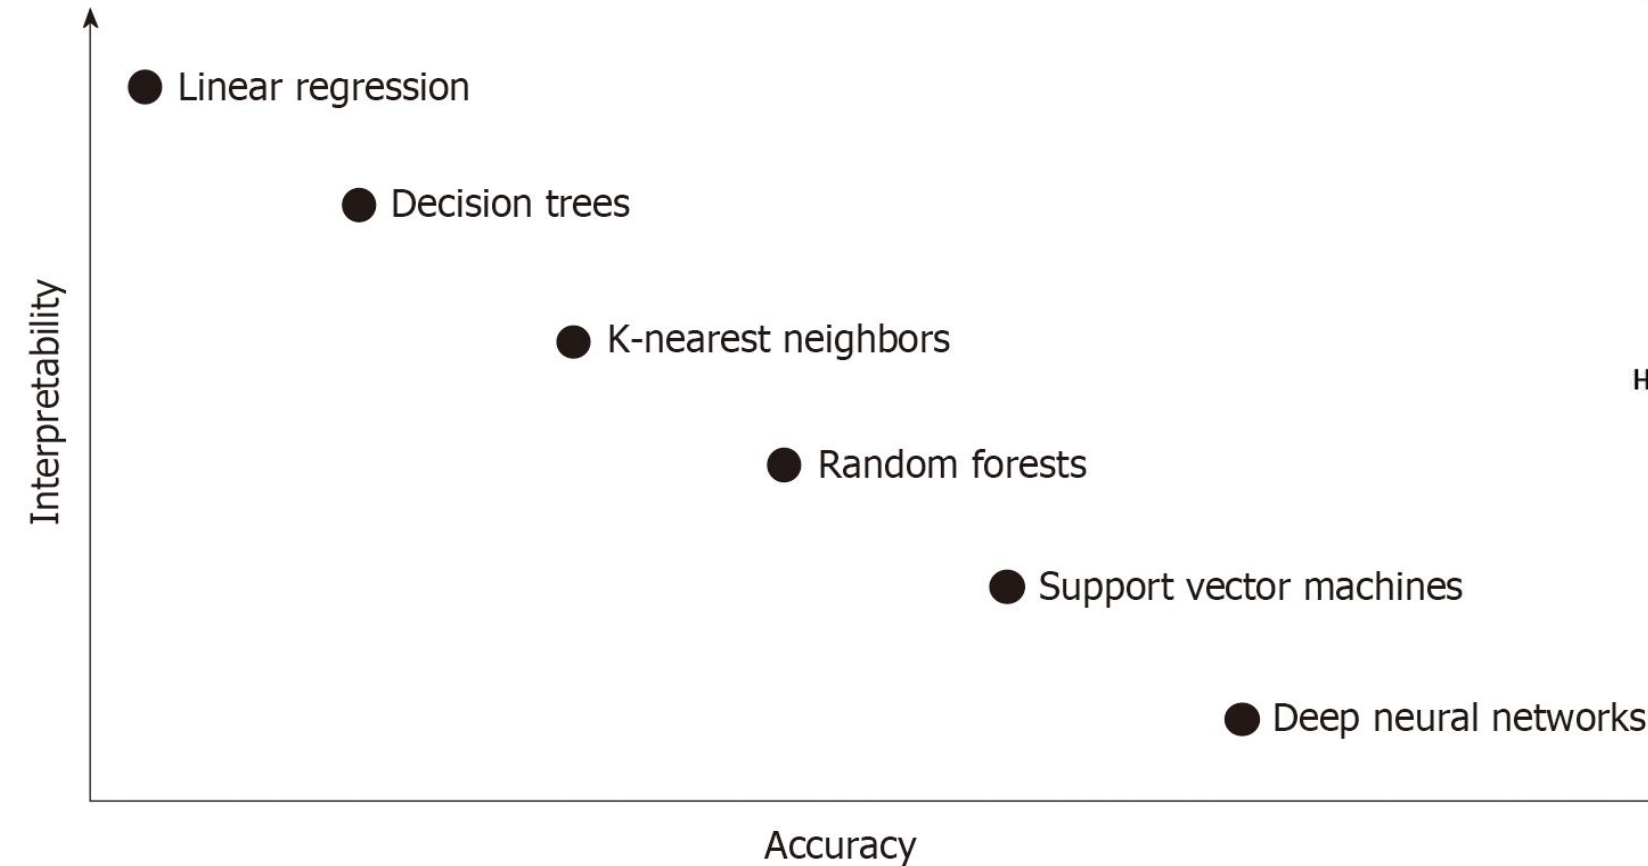 Linear regression
Decision trees
K-nearest neighbors
H
Random forests
Support vector machines
Deep neural networks
Interpretability
Accuracy